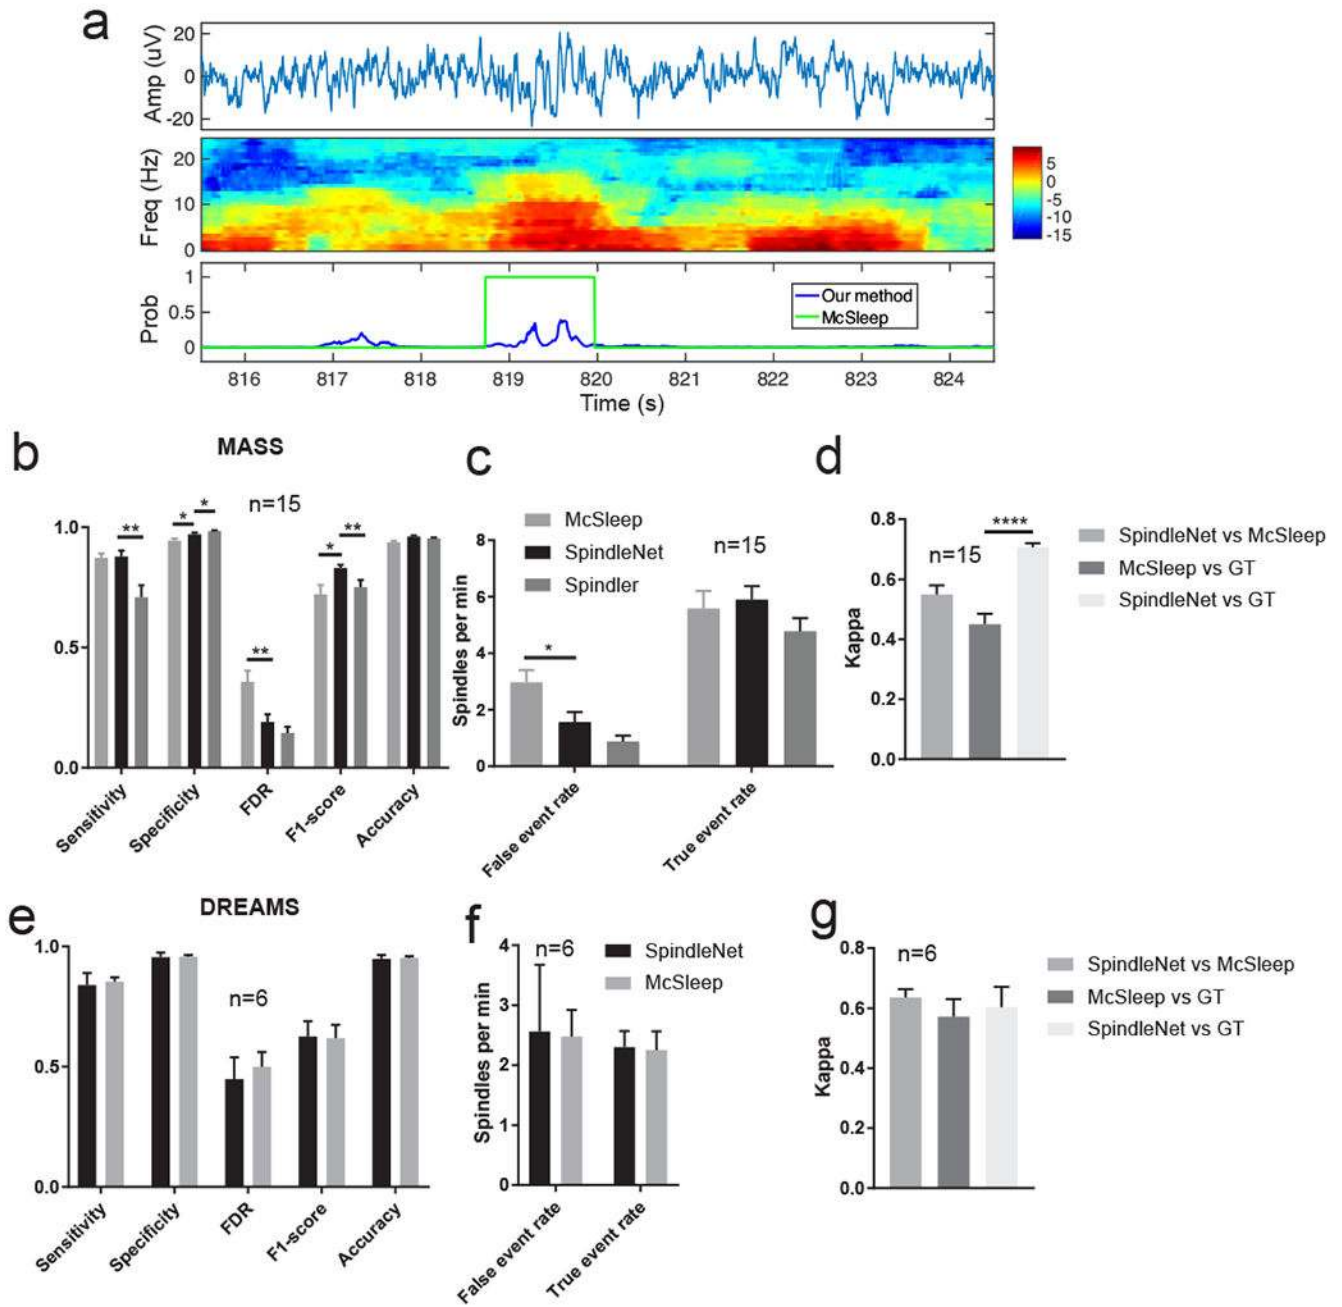 a
Amp (uV)
20
0
-20
Freq (Hz)
20
10
0
5
0
-5
-10
-15
Prob
1
0.5
0
Our method
McSleep
816 817 818 819 820 821 822 823 824
Time (s)
b
MASS
n=15
1.0
0.5
0.0
** * * ** * **
Sensitivity
Specificity
FDR
F1-score
Accuracy
c
McSleep
SpindleNet
Spindler
n=15
Spindles per min
8
6
4
2
0
*
False event rate
True event rate
d
n=15
****
Kappa
0.8
0.6
0.4
0.2
0.0
SpindleNet vs McSleep
McSleep vs GT
SpindleNet vs GT
e
DREAMS
n=6
1.0
0.5
0.0
Sensitivity
Specificity
FDR
F1-score
Accuracy
f
n=6
SpindleNet
McSleep
Spindles per min
4
3
2
1
0
False event rate
True event rate
g
n=6
Kappa
0.8
0.6
0.4
0.2
0.0
SpindleNet vs McSleep
McSleep vs GT
SpindleNet vs GT